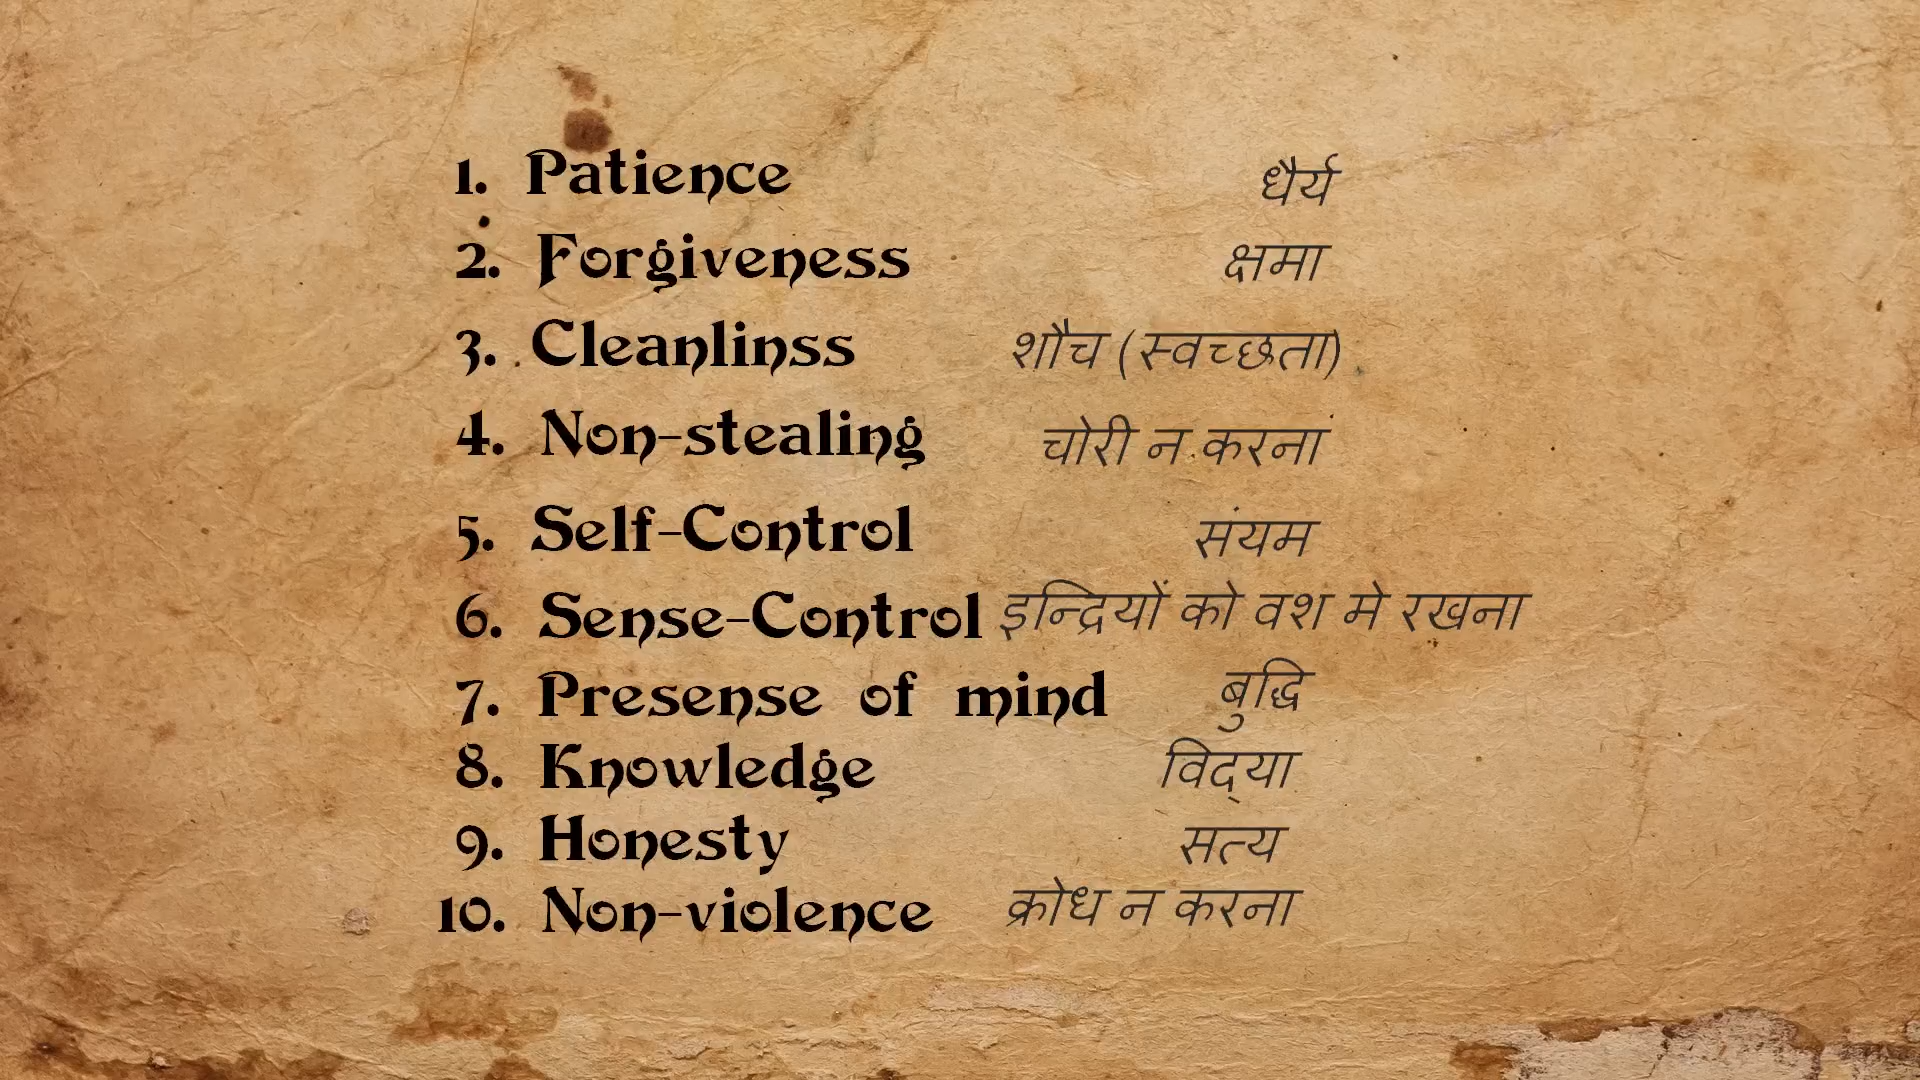 1. Patience धैर्य
2. Forgiveness क्षमा
3. Cleanlinss शौच (स्वच्छता)
4. Non-stealing चोरी न करना
5. Self-Control संयम
6. Sense-Control इन्द्रियों को वश मे रखना
7. Presense of mind बुद्धि
8. Knowledge विद्या
9. Honesty सत्य
10. Non-violence क्रोध न करना